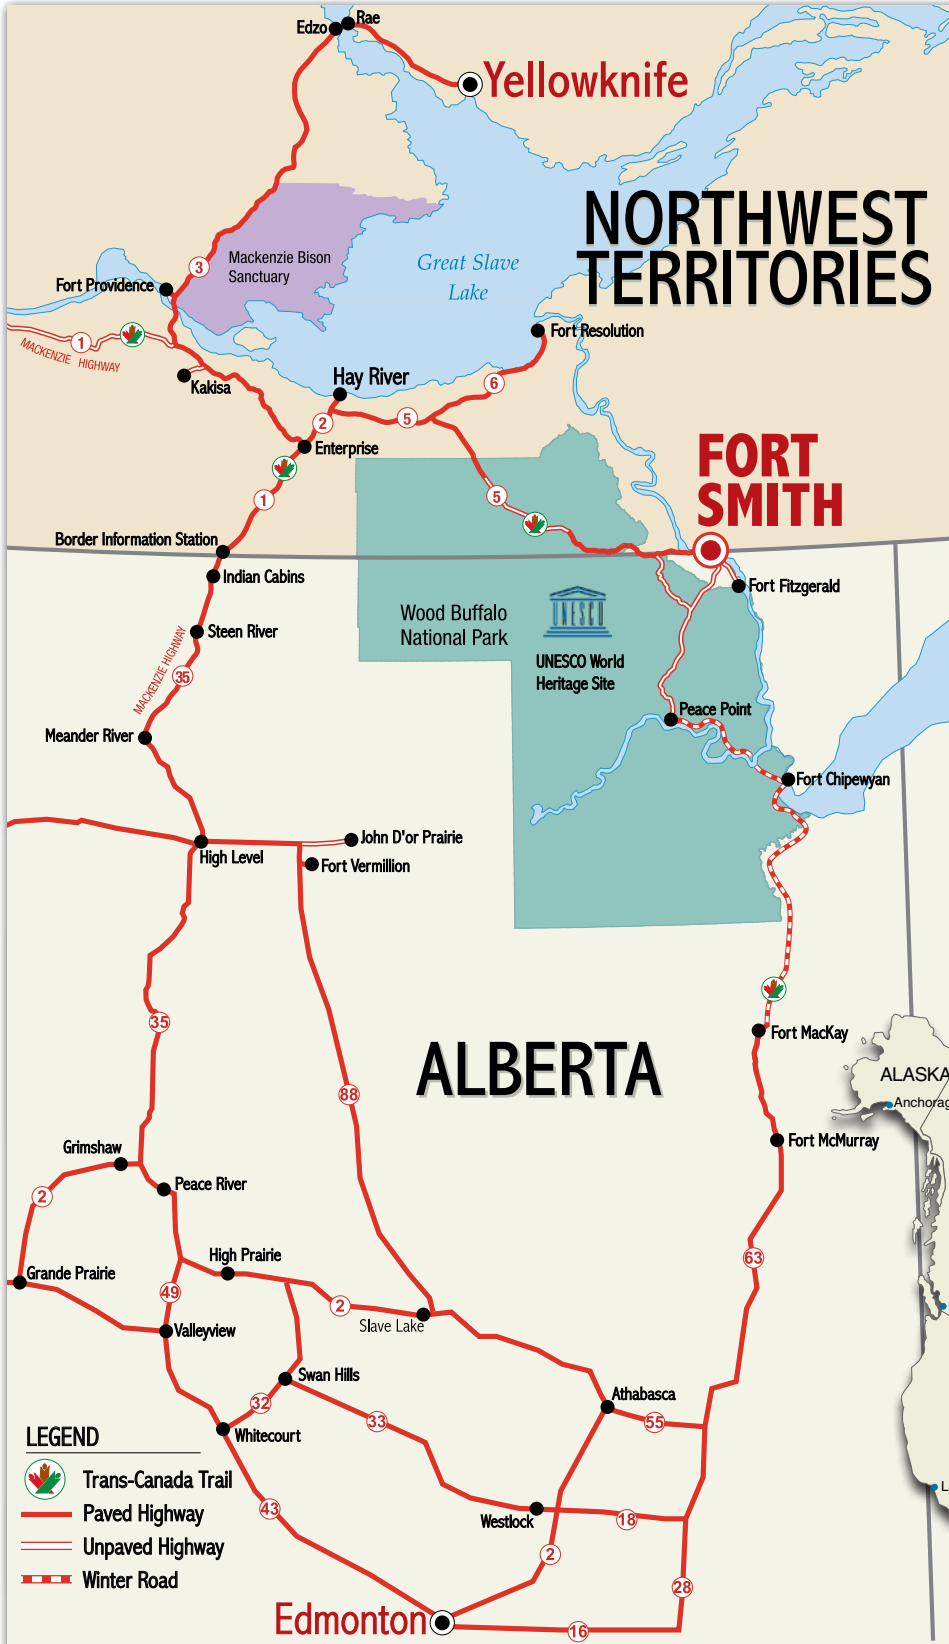 Edzo
Rae
Yellowknife
NORTHWEST
TERRITORIES
Mackenzie Bison
Sanctuary
Great Slave
Lake
3
Fort Providence
1
MACKENZIE HIGHWAY
Fort Resolution
Kakisa
Hay River
6
2
5
Enterprise
FORT
SMITH
1
5
Border Information Station
Indian Cabins
Fort Fitzgerald
Wood Buffalo
National Park
UNESCO
UNESCO World
Heritage Site
Steen River
MACKENZIE HIGHWAY
35
Peace Point
Meander River
Fort Chipewyan
John D'or Prairie
High Level
Fort Vermillion
35
Fort MacKay
ALBERTA
ALASKA
Anchorag
88
Fort McMurray
Grimshaw
Peace River
2
High Prairie
63
Grande Prairie
49
2
Slave Lake
Valleyview
Swan Hills
Athabasca
32
33
55
Whitecourt
LEGEND
Trans-Canada Trail
Paved Highway
Unpaved Highway
Winter Road
L
43
Westlock
18
2
28
Edmonton
16